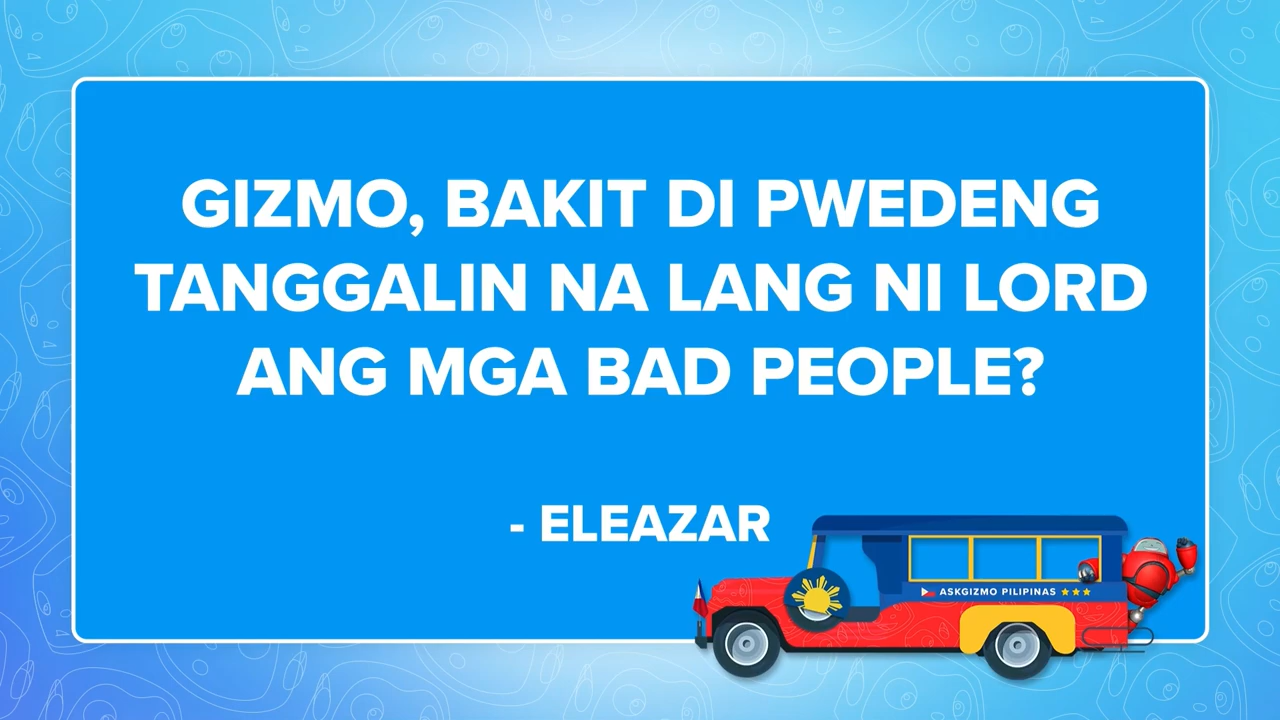 GIZMO, BAKIT DI PWEDENG
TANGGALIN NA LANG NI LORD
ANG MGA BAD PEOPLE?
- ELEAZAR
ASKGIZMO PILIPINAS